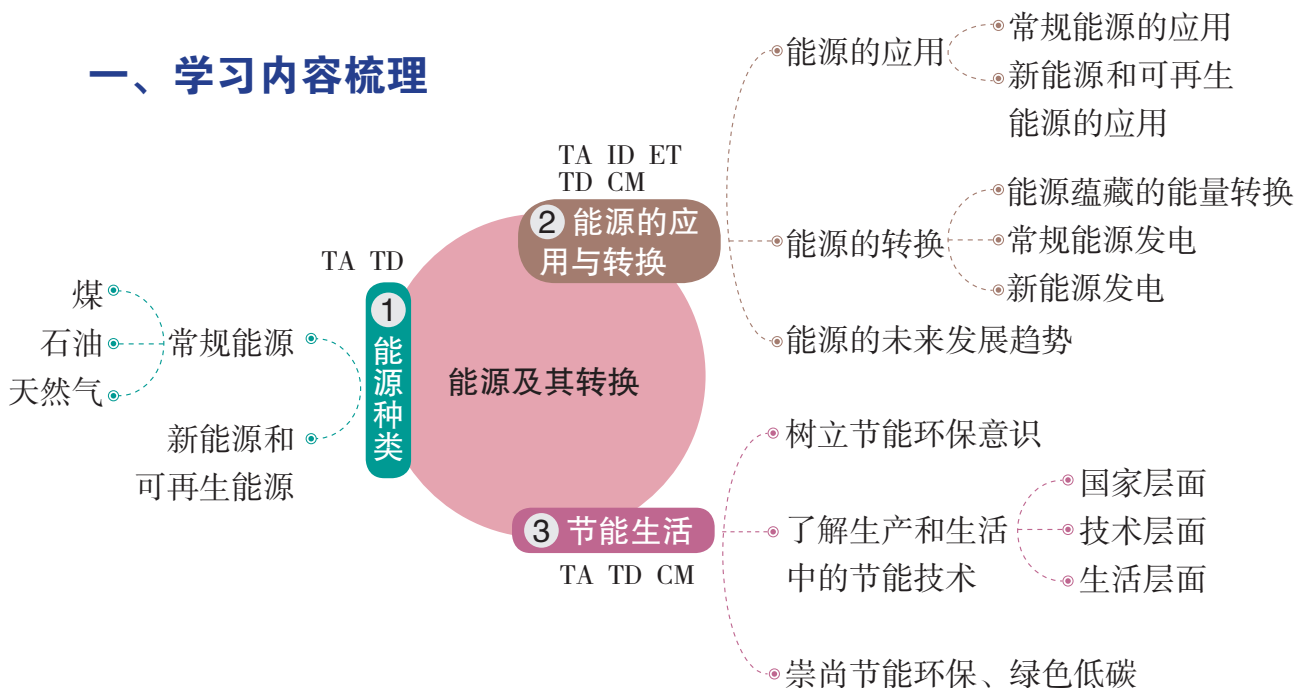 一、学习内容梳理
能源及其转换
TA TD
1
能源种类
常规能源
煤
石油
天然气
新能源和
可再生能源
TA ID ET
TD CM
2 能源的应
用与转换
能源的应用
常规能源的应用
新能源和可再生
能源的应用
能源的转换
能源蕴藏的能量转换
常规能源发电
新能源发电
能源的未来发展趋势
3 节能生活
TA TD CM
树立节能环保意识
了解生产和生活
中的节能技术
国家层面
技术层面
生活层面
崇尚节能环保、绿色低碳